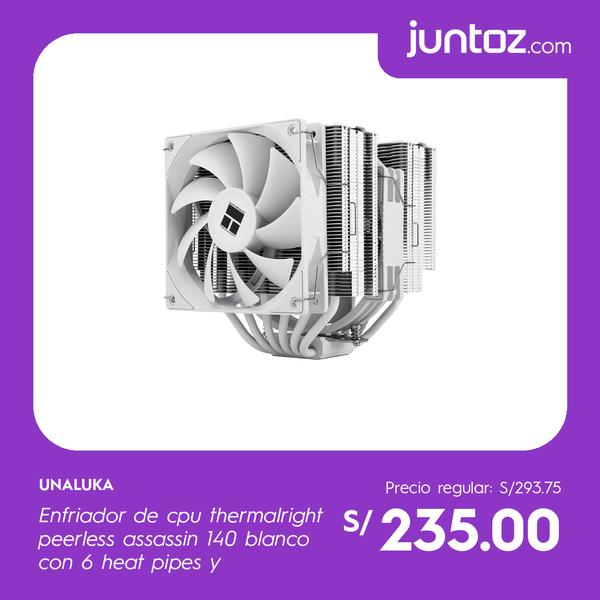 juntoz.com
UNALUKA
Enfriador de cpu thermalright
peerless assassin 140 blanco
con 6 heat pipes y
Precio regular: S/293.75
S/ 235.00